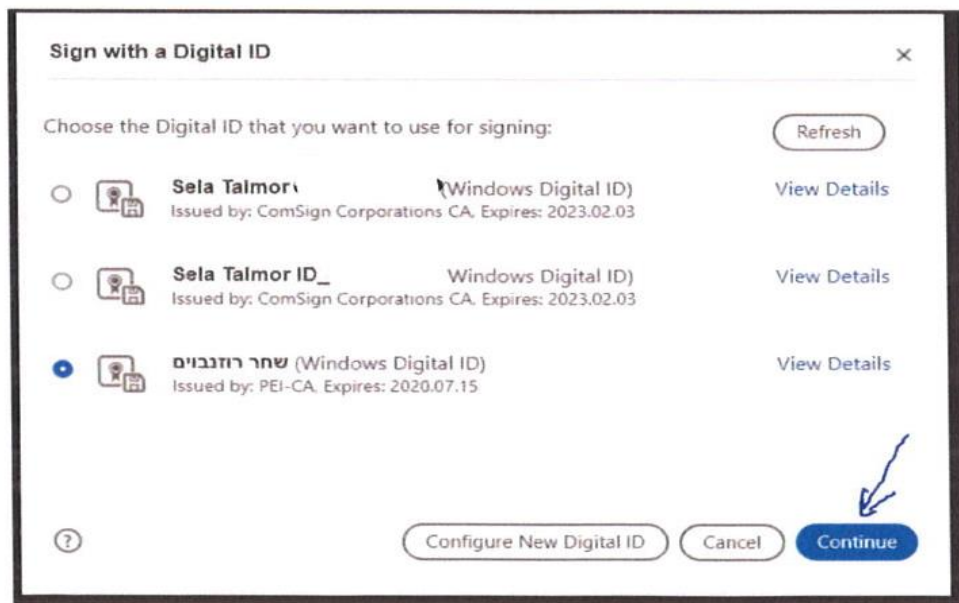 Sign with a Digital ID
Choose the Digital ID that you want to use for signing:
Refresh
Sela Talmor (Windows Digital ID)
View Details
Issued by: ComSign Corporations CA, Expires: 2023.02.03
Sela Talmor ID_ Windows Digital ID)
View Details
Issued by: ComSign Corporations CA, Expires: 2023.02.03
שחר רוזנבוים (Windows Digital ID)
View Details
Issued by: PEI-CA, Expires: 2020.07.15
Configure New Digital ID
Cancel
Continue